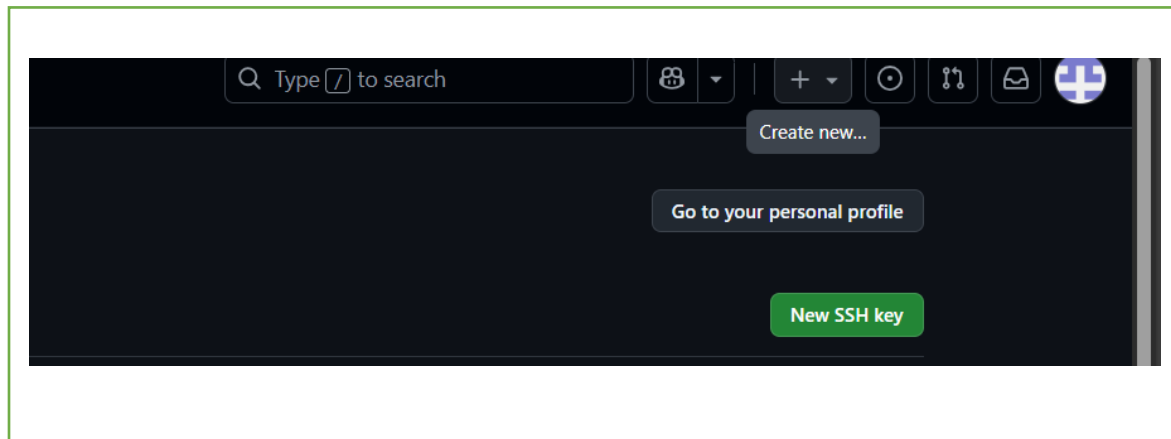 Type / to search
Create new...
Go to your personal profile
New SSH key